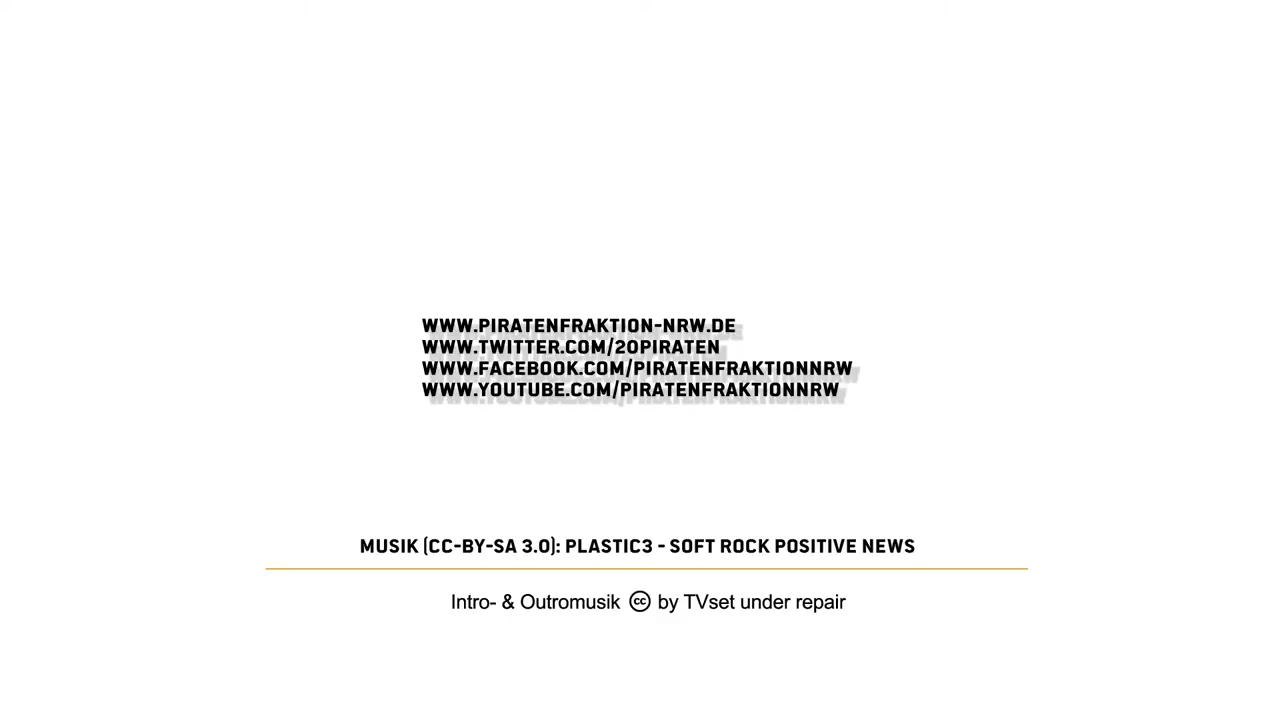 WWW.PIRATENFRAKTION-NRW.DE
WWW.TWITTER.COM/20PIRATEN
WWW.FACEBOOK.COM/PIRATENFRAKTIONNRW
WWW.YOUTUBE.COM/PIRATENFRAKTIONNRW
MUSIK (CC-BY-SA 3.0): PLASTIC3 - SOFT ROCK POSITIVE NEWS
Intro- & Outromusik cc by TVset under repair